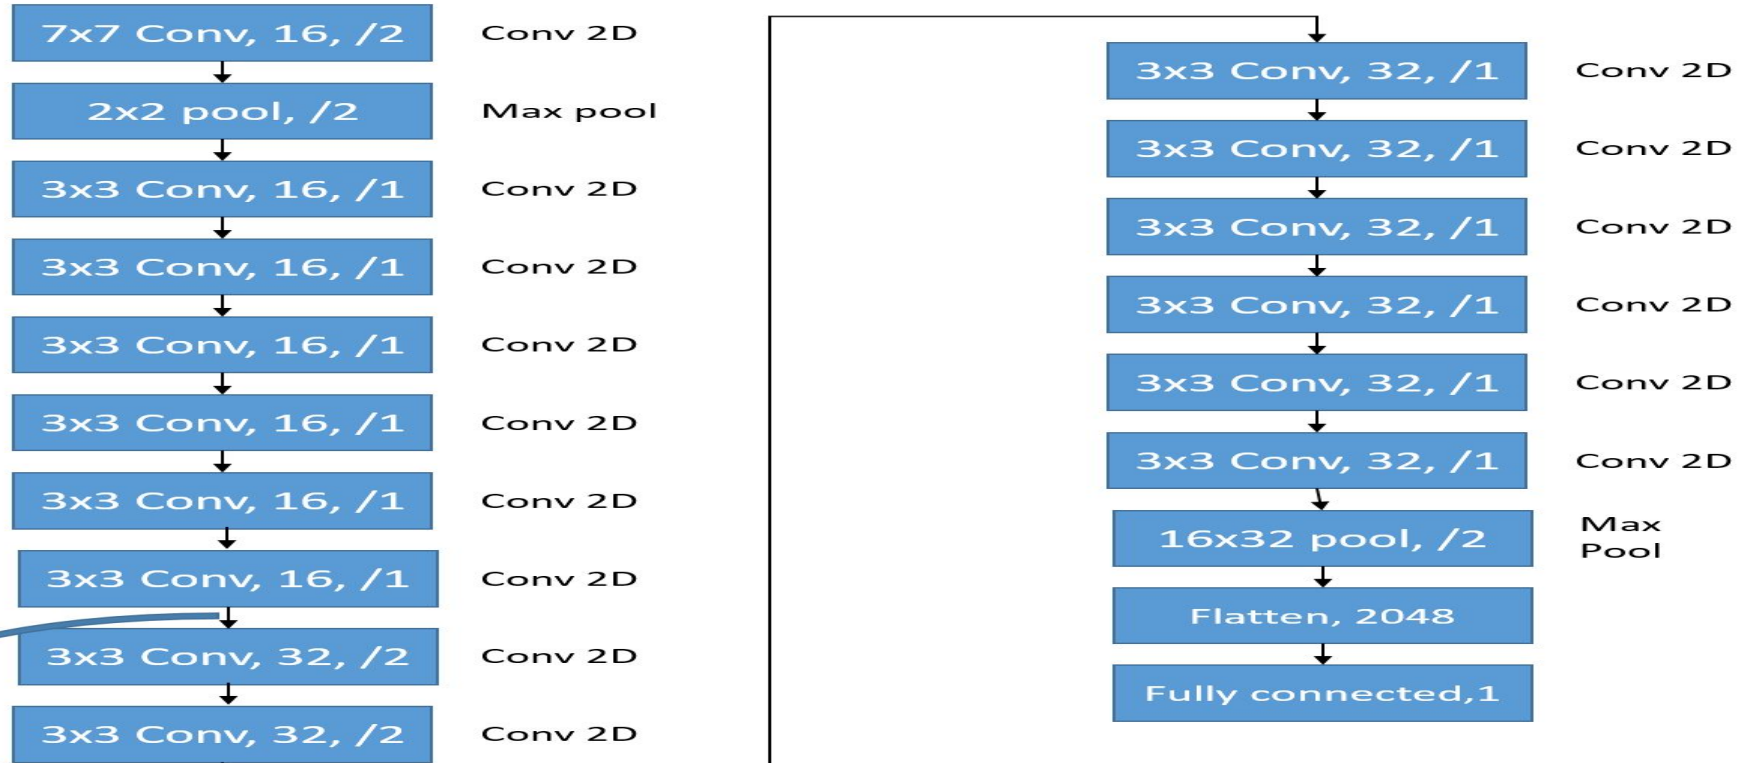 7x7 Conv, 16, /2 Conv 2D
2x2 pool, /2 Max pool
3x3 Conv, 16, /1 Conv 2D
3x3 Conv, 16, /1 Conv 2D
3x3 Conv, 16, /1 Conv 2D
3x3 Conv, 16, /1 Conv 2D
3x3 Conv, 16, /1 Conv 2D
3x3 Conv, 16, /1 Conv 2D
3x3 Conv, 32, /2 Conv 2D
3x3 Conv, 32, /2 Conv 2D
3x3 Conv, 32, /1 Conv 2D
3x3 Conv, 32, /1 Conv 2D
3x3 Conv, 32, /1 Conv 2D
3x3 Conv, 32, /1 Conv 2D
3x3 Conv, 32, /1 Conv 2D
3x3 Conv, 32, /1 Conv 2D
16x32 pool, /2 Max
Pool
Flatten, 2048
Fully connected,1